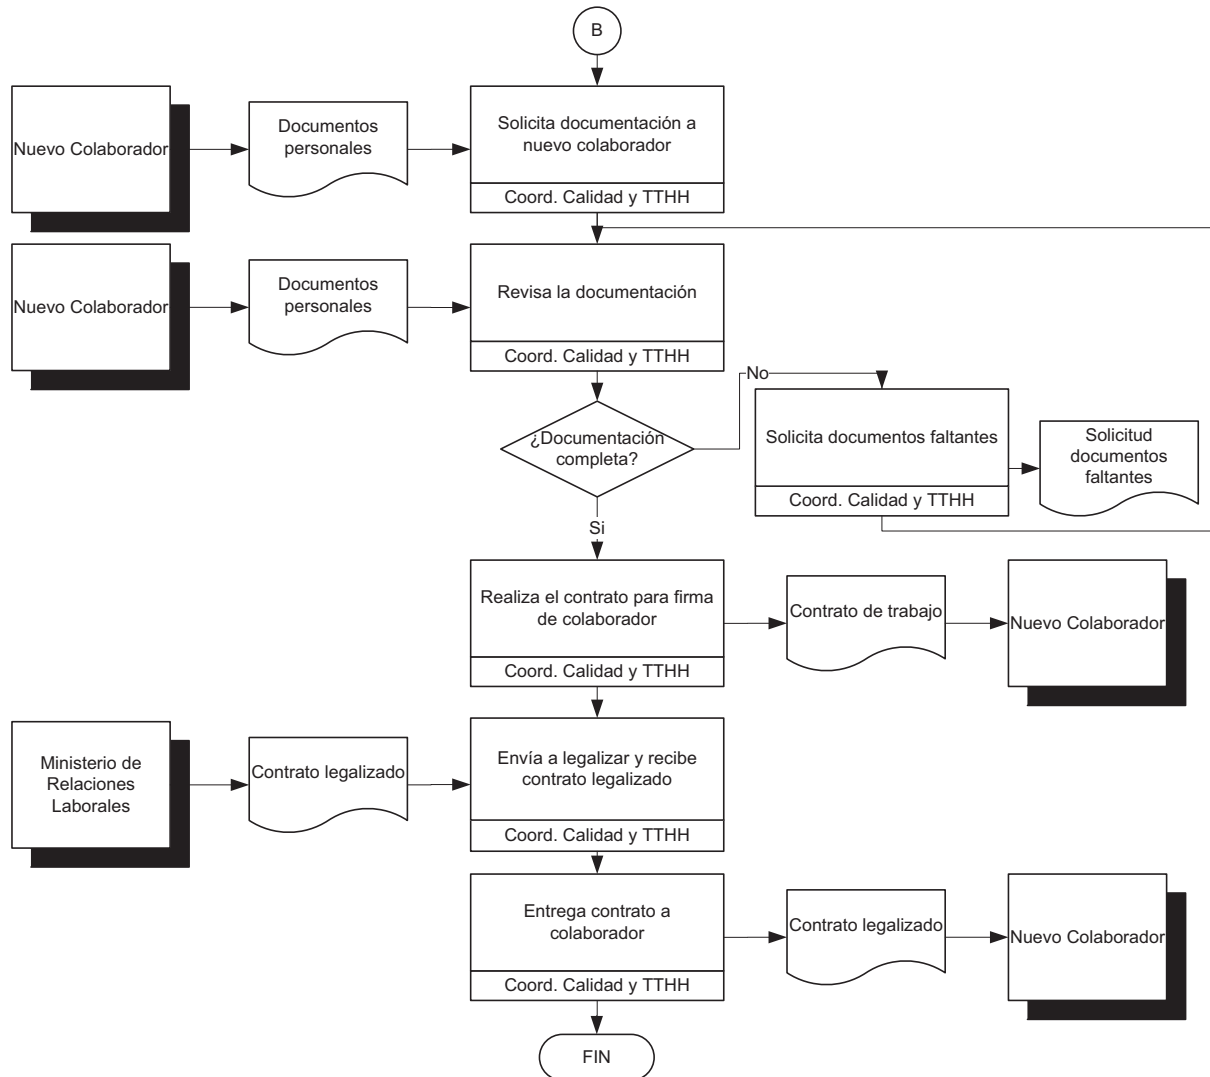 B
Nuevo Colaborador
Documentos
personales
Solicita documentación a
nuevo colaborador
Coord. Calidad y TTHH
Nuevo Colaborador
Documentos
personales
Revisa la documentación
Coord. Calidad y TTHH
No
¿Documentación
completa?
Solicita documentos faltantes
Coord. Calidad y TTHH
Solicitud
documentos
faltantes
Si
Realiza el contrato para firma
de colaborador
Coord. Calidad y TTHH
Contrato de trabajo
Nuevo Colaborador
Ministerio de
Relaciones
Laborales
Contrato legalizado
Envía a legalizar y recibe
contrato legalizado
Coord. Calidad y TTHH
Entrega contrato a
colaborador
Coord. Calidad y TTHH
Contrato legalizado
Nuevo Colaborador
FIN